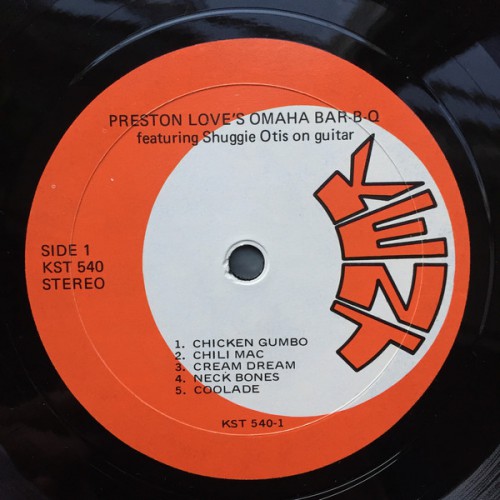 PRESTON LOVE'S OMAHA BAR-B-Q
featuring Shuggie Otis on guitar
KENT
SIDE 1
KST 540
STEREO
1. CHICKEN GUMBO
2. CHILI MAC
3. CREAM DREAM
4. NECK BONES
5. COOLADE
KST 540-1